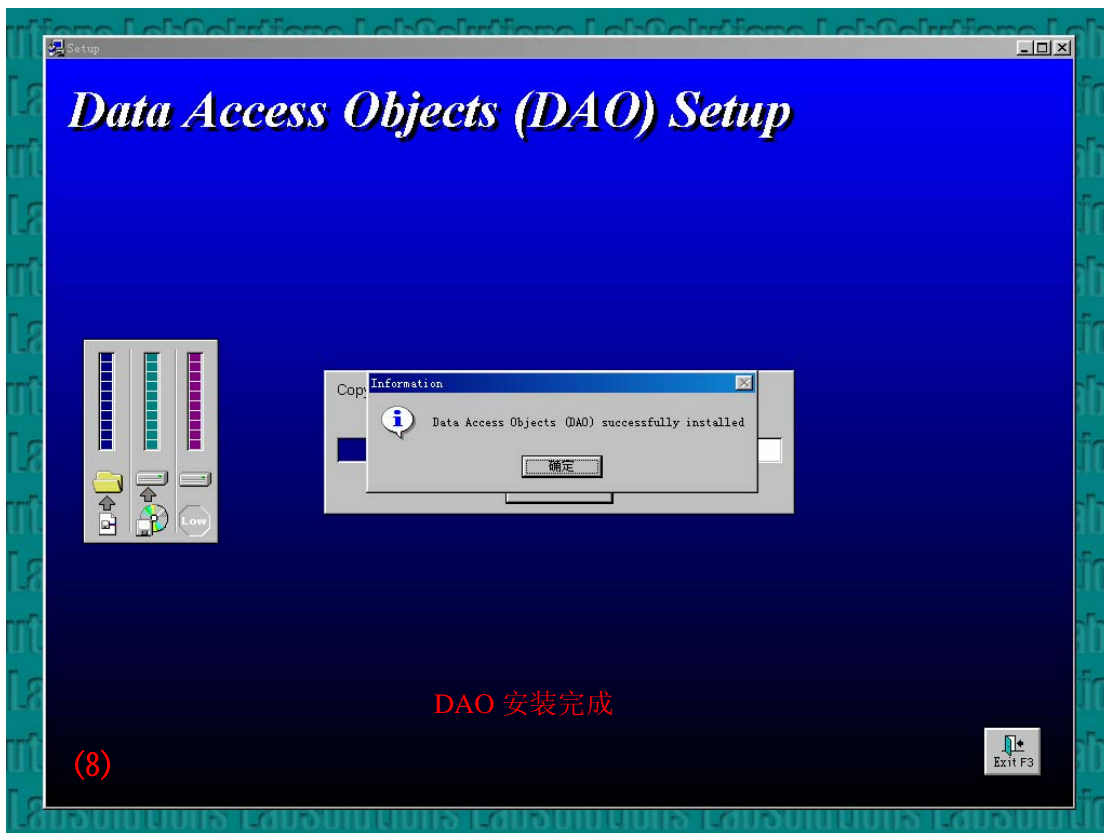 Setup
Data Access Objects (DAO) Setup
Information
Data Access Objects (DAO) successfully installed
确定
Low
DAO 安装完成
(8)
Exit F3